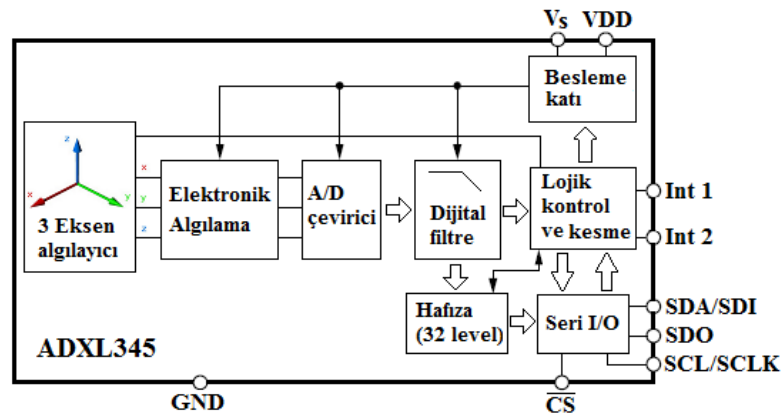 Vs VDD
Besleme
katı
z
x
y
3 Eksen
algılayıcı
x
y
z
Elektronik
Algılama
A/D
çevirici
Dijital
filtre
Lojik
kontrol
ve kesme
Int 1
Int 2
Hafıza
(32 level)
Seri I/O
SDA/SDI
SDO
SCL/SCLK
ADXL345
GND
CS